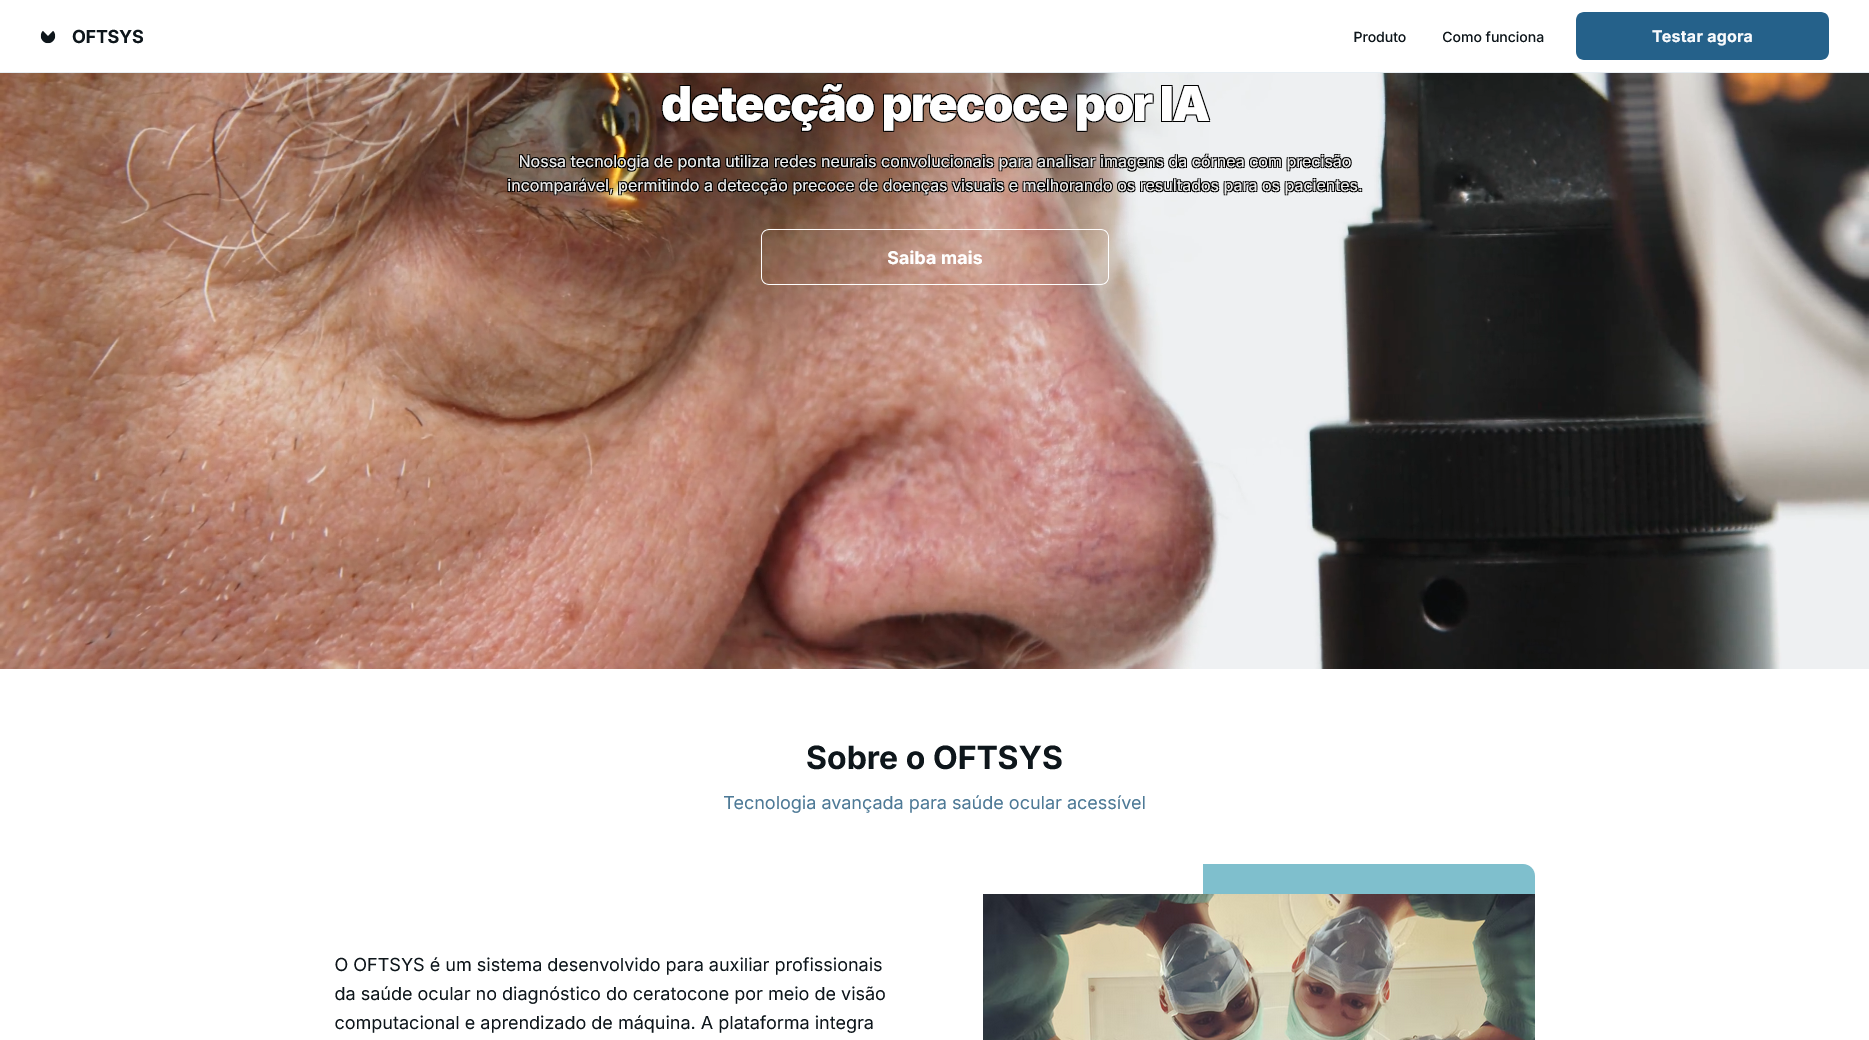 OFTSYS
Produto
Como funciona
Testar agora
detecção precoce por IA
Nossa tecnologia de ponta utiliza redes neurais convolucionais para analisar imagens da córnea com precisão
incomparável, permitindo a detecção precoce de doenças visuais e melhorando os resultados para os pacientes.
Saiba mais
Sobre o OFTSYS
Tecnologia avançada para saúde ocular acessível
O OFTSYS é um sistema desenvolvido para auxiliar profissionais
da saúde ocular no diagnóstico do ceratocone por meio de visão
computacional e aprendizado de máquina. A plataforma integra